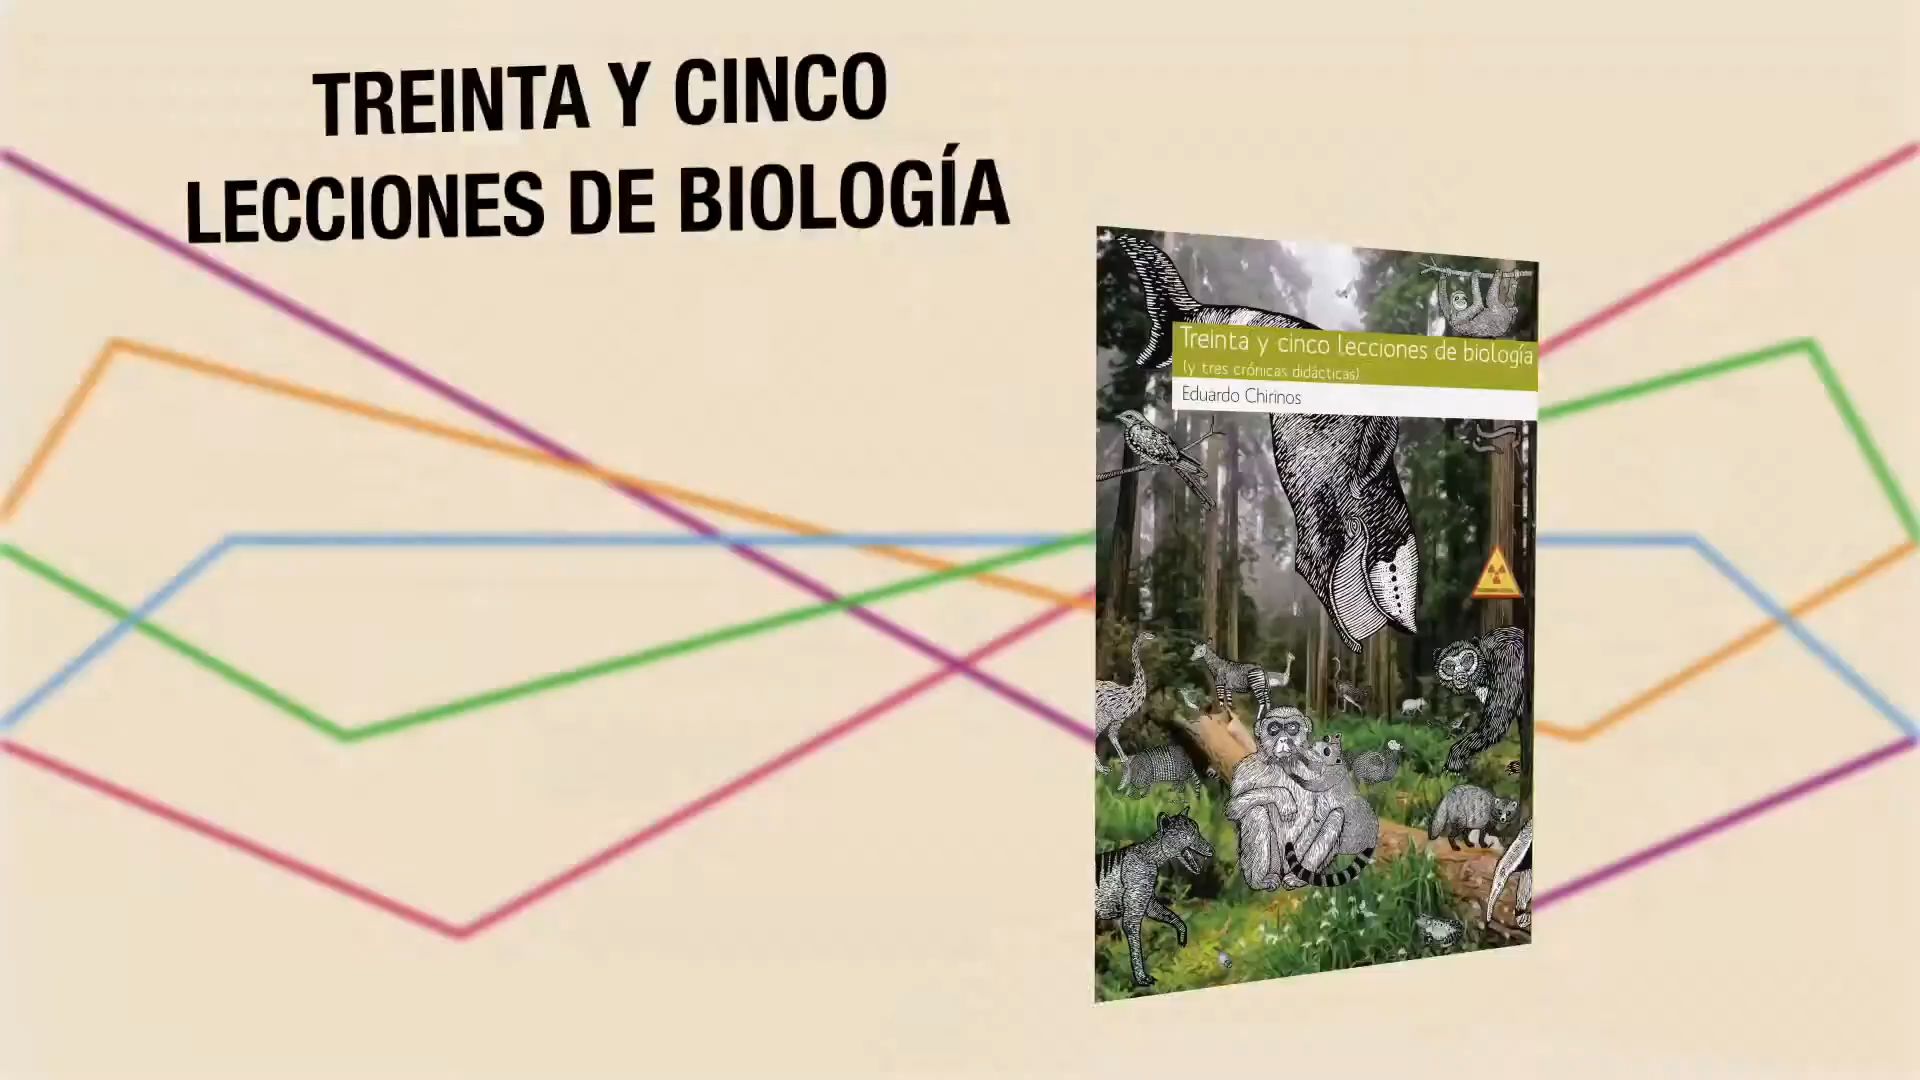 TREINTA Y CINCO
LECCIONES DE BIOLOGÍA
Treinta y cinco lecciones de biología
(y tres crónicas didácticas)
Eduardo Chirinos